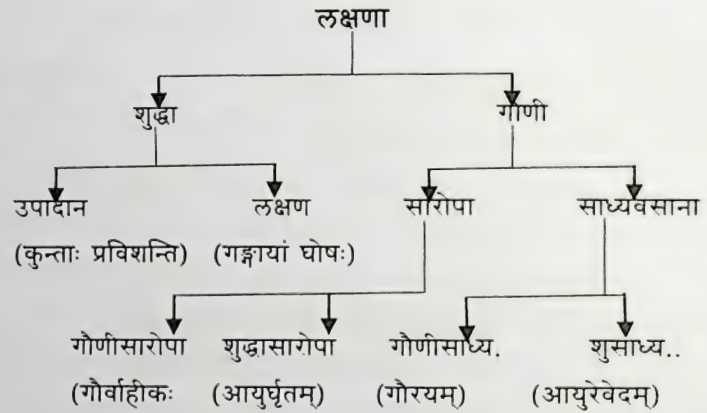 लक्षणा
शुद्धा गौणी
उपादान लक्षण सारोपा साध्यवसाना
(कुन्ताः प्रविशन्ति) (गङ्गायां घोषः)
गौणीसारोपा शुद्धासारोपा गौणीसाध्य. शुसाध्य..
(गौर्वाहीकः (आयुर्घृतम्) (गौरयम्) (आयुरेवेदम्)